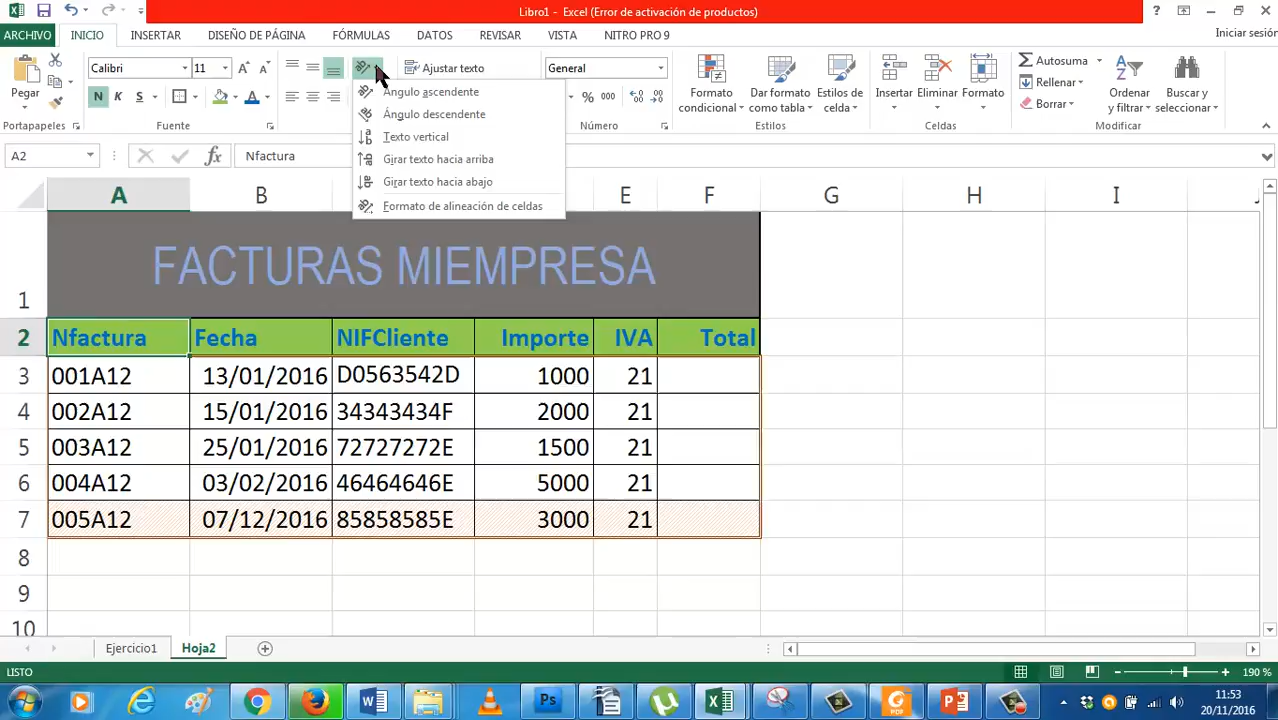 Libro1 - Excel (Error de activación de productos)
ARCHIVO INICIO INSERTAR DISEÑO DE PÁGINA FÓRMULAS DATOS REVISAR VISTA NITRO PRO 9 Iniciar sesión
Calibri 11 Ajustar texto General Autosuma
Rellenar
Borrar
Pegar N K S % 000 Formato condicional Dar formato como tabla Estilos de celda Insertar Eliminar Formato Ordenar y filtrar Buscar y seleccionar
Portapapeles Fuente Número Estilos Celdas Modificar
Ángulo ascendente
Ángulo descendente
Texto vertical
Girar texto hacia arriba
Girar texto hacia abajo
Formato de alineación de celdas
A2 fx Nfactura
A B E F G H I
1 FACTURAS MIEMPRESA
2 Nfactura Fecha NIFCliente Importe IVA Total
3 001A12 13/01/2016 D0563542D 1000 21
4 002A12 15/01/2016 34343434F 2000 21
5 003A12 25/01/2016 72727272E 1500 21
6 004A12 03/02/2016 46464646E 5000 21
7 005A12 07/12/2016 85858585E 3000 21
8
9
10
Ejercicio1 Hoja2
LISTO 190 %
11:53
20/11/2016